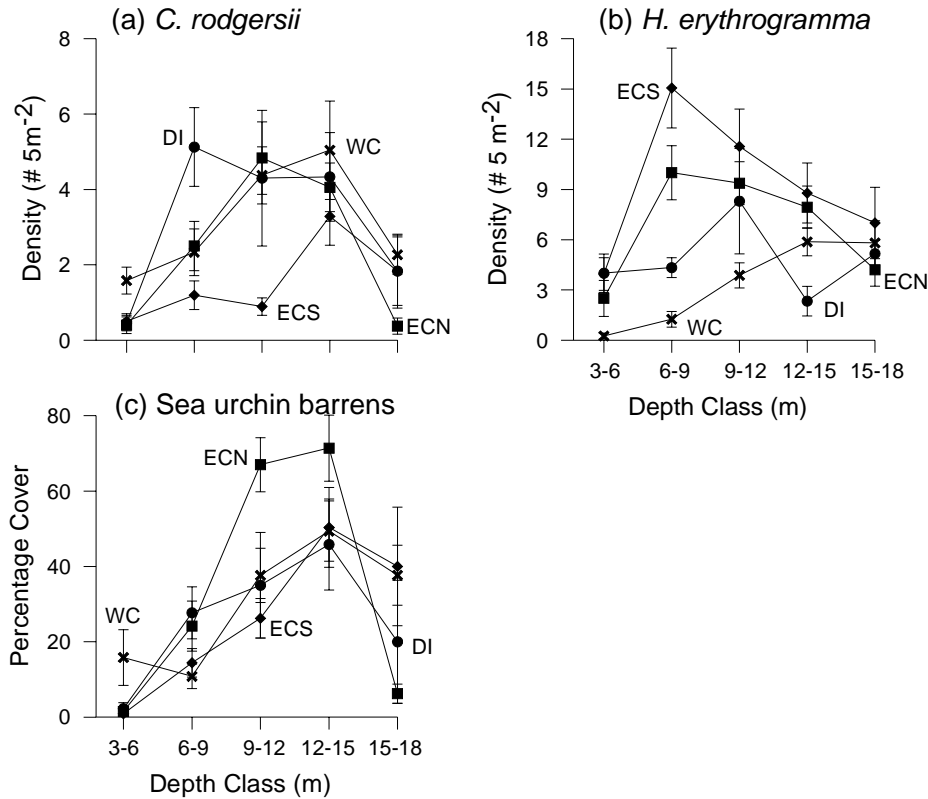 (a) C. rodgersii
Density (# 5m-2)
8
6
4
2
0
DI
WC
ECS
ECN
(b) H. erythrogramma
Density (# 5 m-2)
18
15
12
9
6
3
0
ECS
WC
DI
ECN
3-6 6-9 9-12 12-15 15-18
Depth Class (m)
(c) Sea urchin barrens
Percentage Cover
80
60
40
20
0
ECN
WC
ECS
DI
3-6 6-9 9-12 12-15 15-18
Depth Class (m)